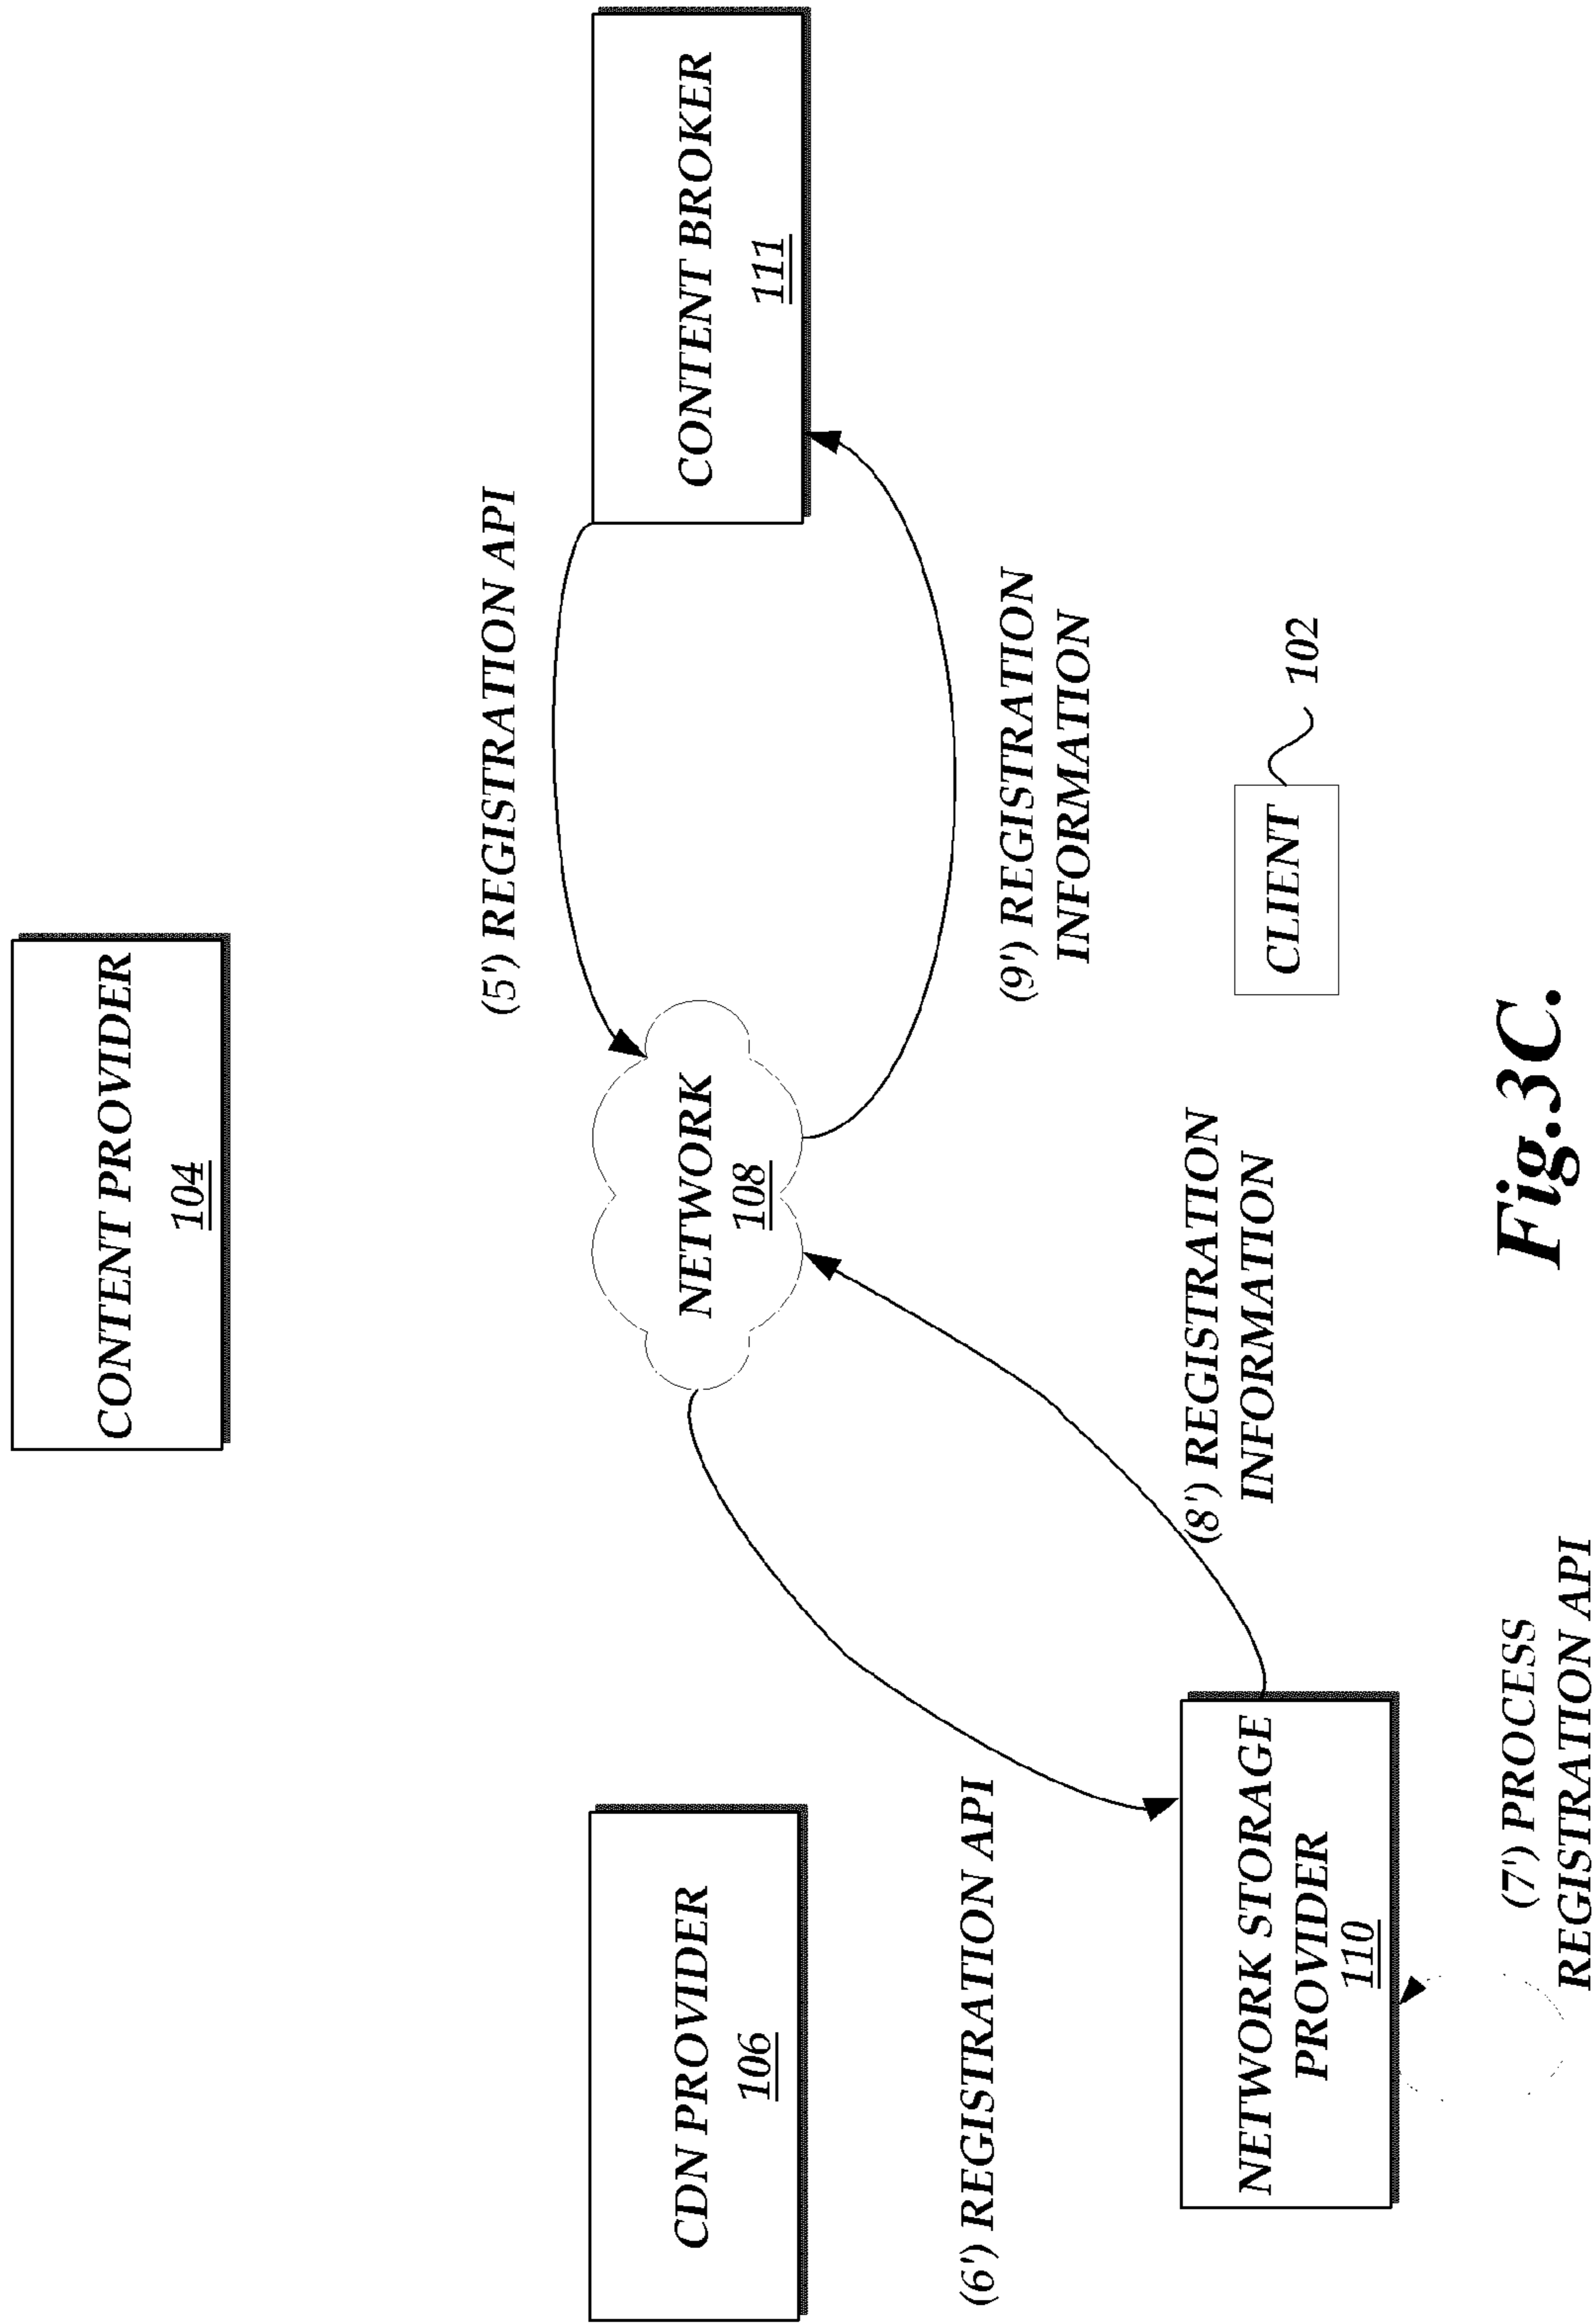 CONTENT PROVIDER
104
(5') REGISTRATION API
CDN PROVIDER
106
NETWORK
108
CONTENT BROKER
111
(6') REGISTRATION API
(9') REGISTRATION
INFORMATION
NETWORK STORAGE
PROVIDER
110
(8') REGISTRATION
INFORMATION
CLIENT
102
(7') PROCESS
REGISTRATION API
Fig.3C.